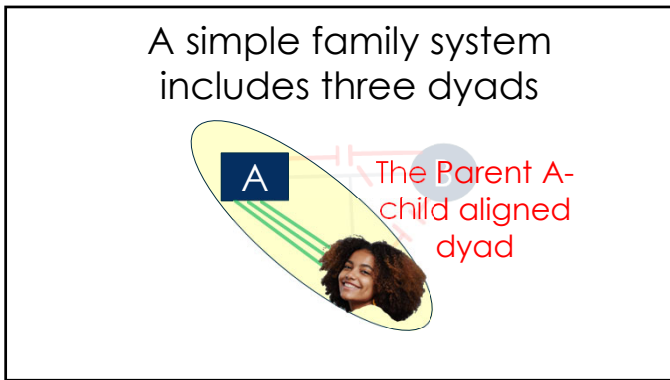 A simple family system
includes three dyads
A
B
The Parent A-
child aligned
dyad